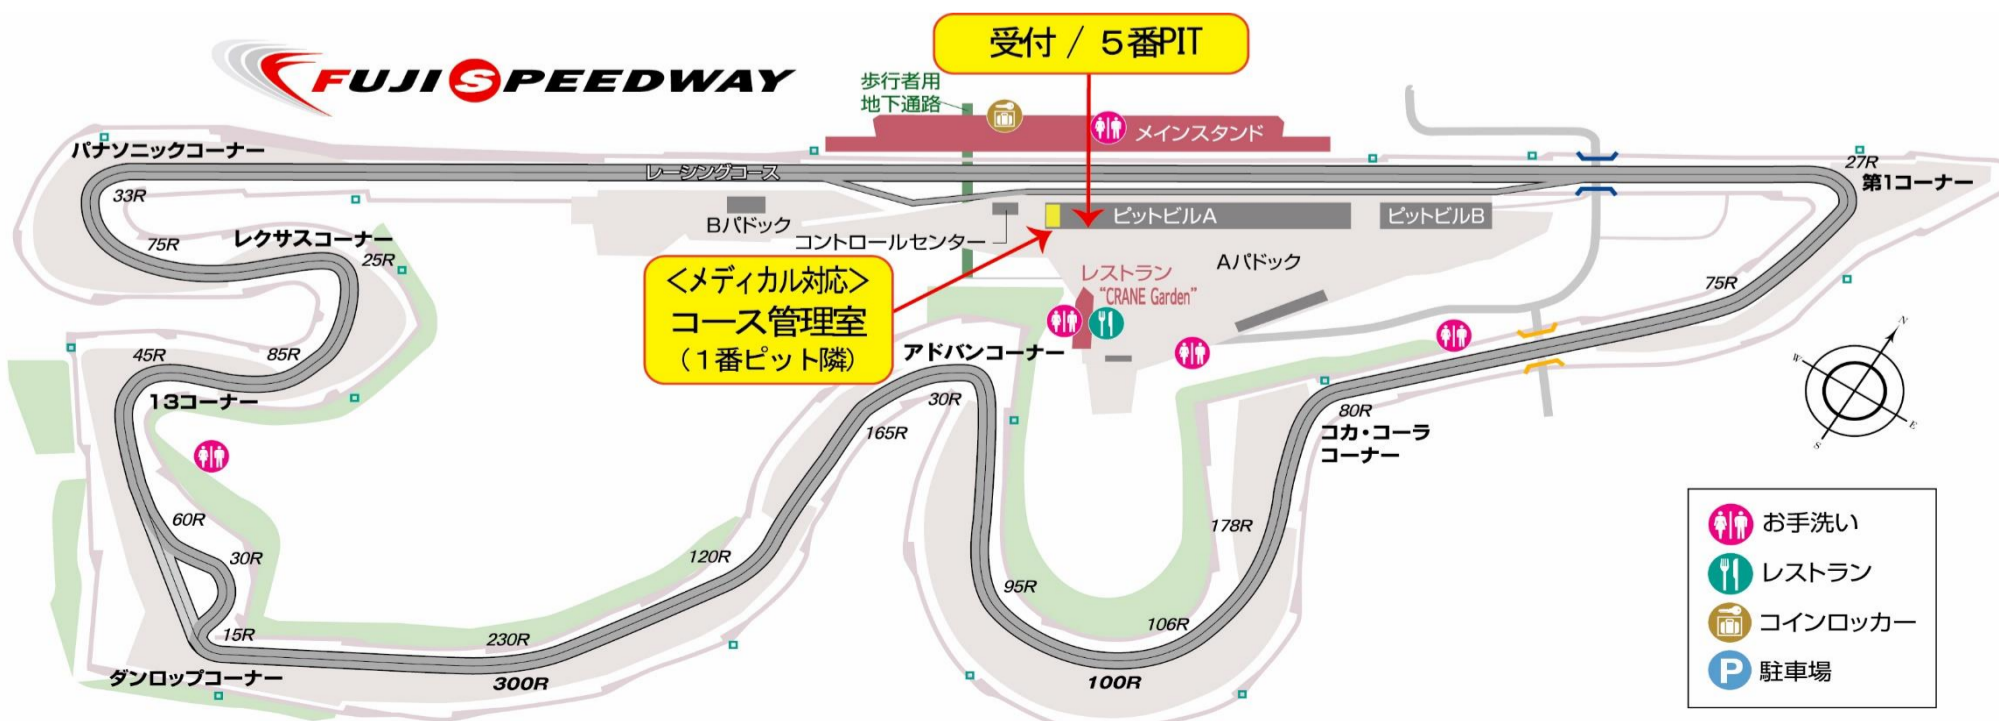 受付 / 5番PIT
FUJI SPEEDWAY
歩行者用
地下通路
メインスタンド
パナソニックコーナー
レーシングコース
27R
第1コーナー
33R
Bパドック
コントロールセンター
ピットビルA
ピットビルB
75R
レクサスコーナー
25R
<メディカル対応>
コース管理室
(1番ピット隣)
レストラン
"CRANE Garden"
Aパドック
75R
45R
85R
アドバンコーナー
13コーナー
30R
165R
80R
コカ・コーラ
コーナー
N
W
E
S
60R
30R
120R
178R
95R
15R
230R
106R
ダンロップコーナー
300R
100R
お手洗い
レストラン
コインロッカー
P 駐車場